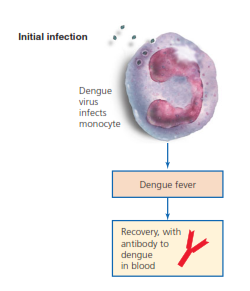 Initial infection
Dengue
virus
infects
monocyte
Dengue fever
Recovery, with
antibody to
dengue
in blood